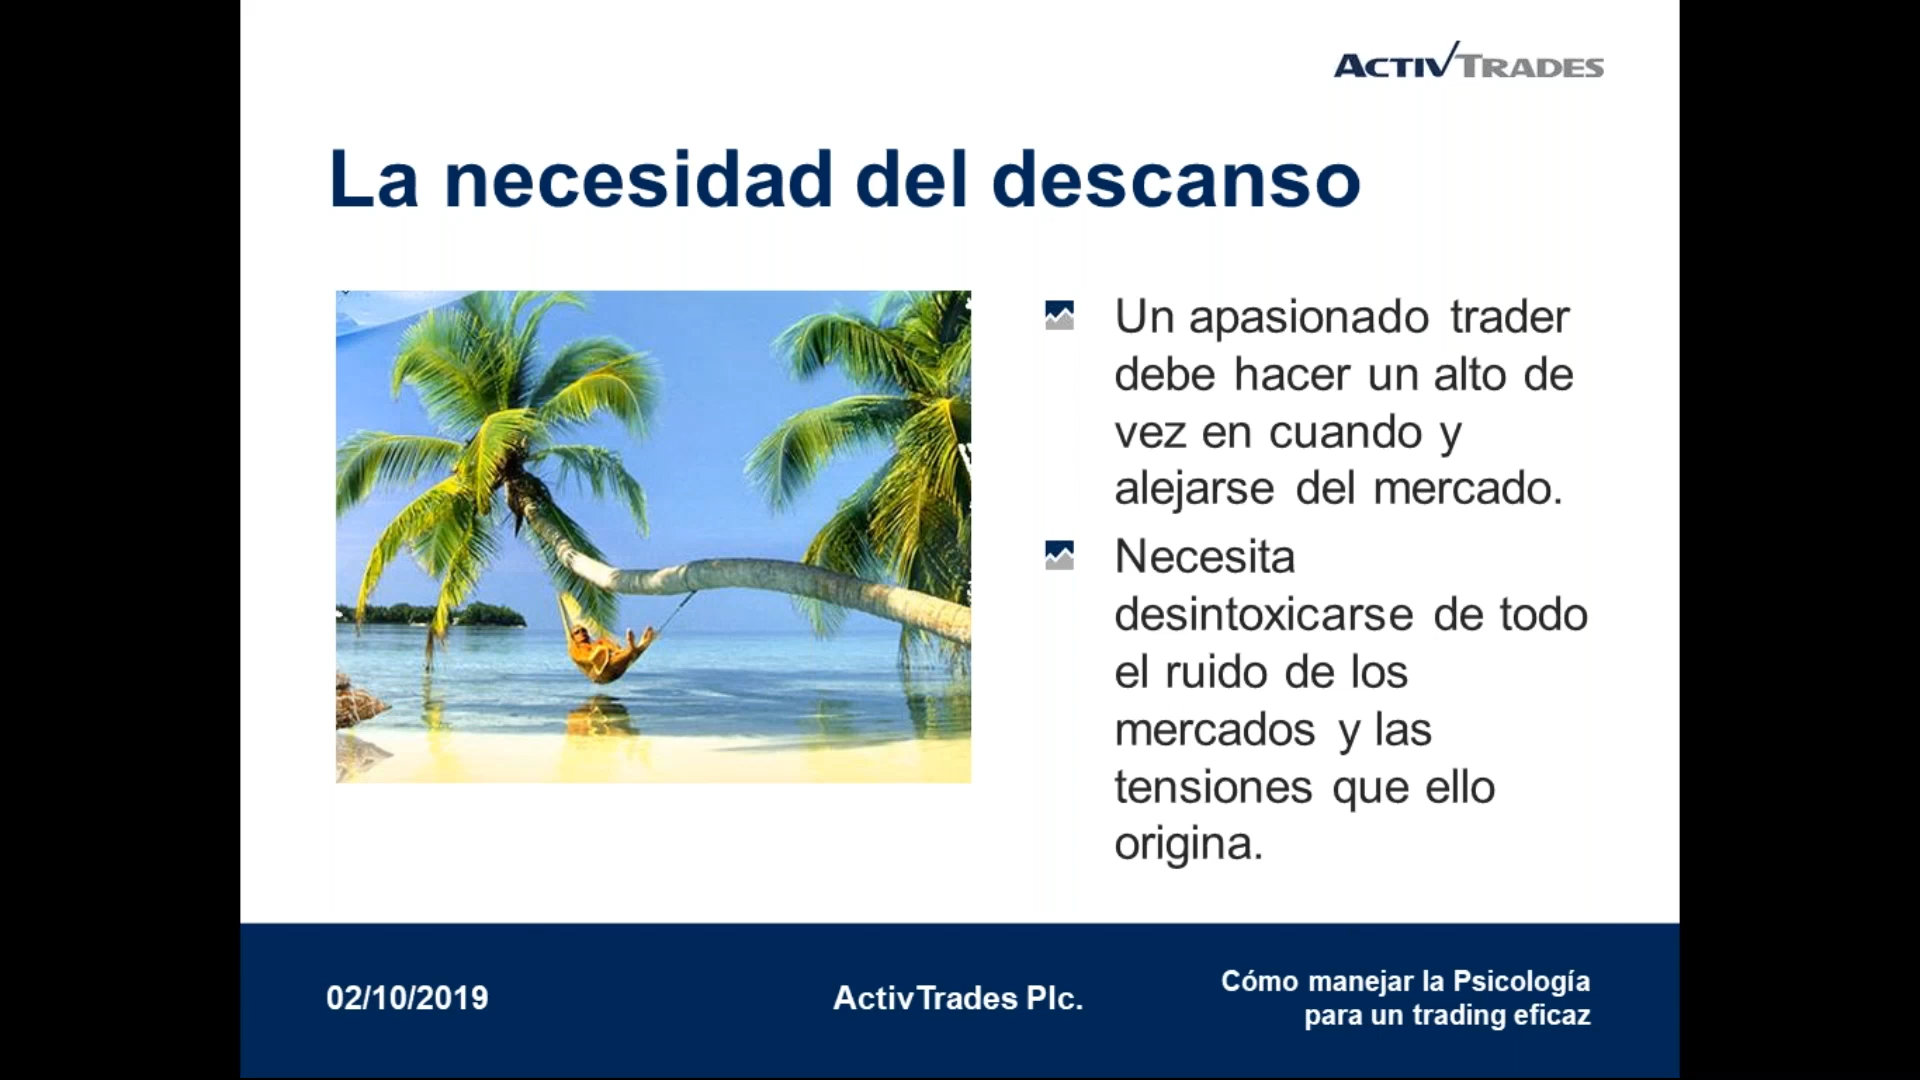 ACTIVTRADES
La necesidad del descanso
Un apasionado trader
debe hacer un alto de
vez en cuando y
alejarse del mercado.
Necesita
desintoxicarse de todo
el ruido de los
mercados y las
tensiones que ello
origina.
02/10/2019
ActivTrades Plc.
Cómo manejar la Psicología
para un trading eficaz